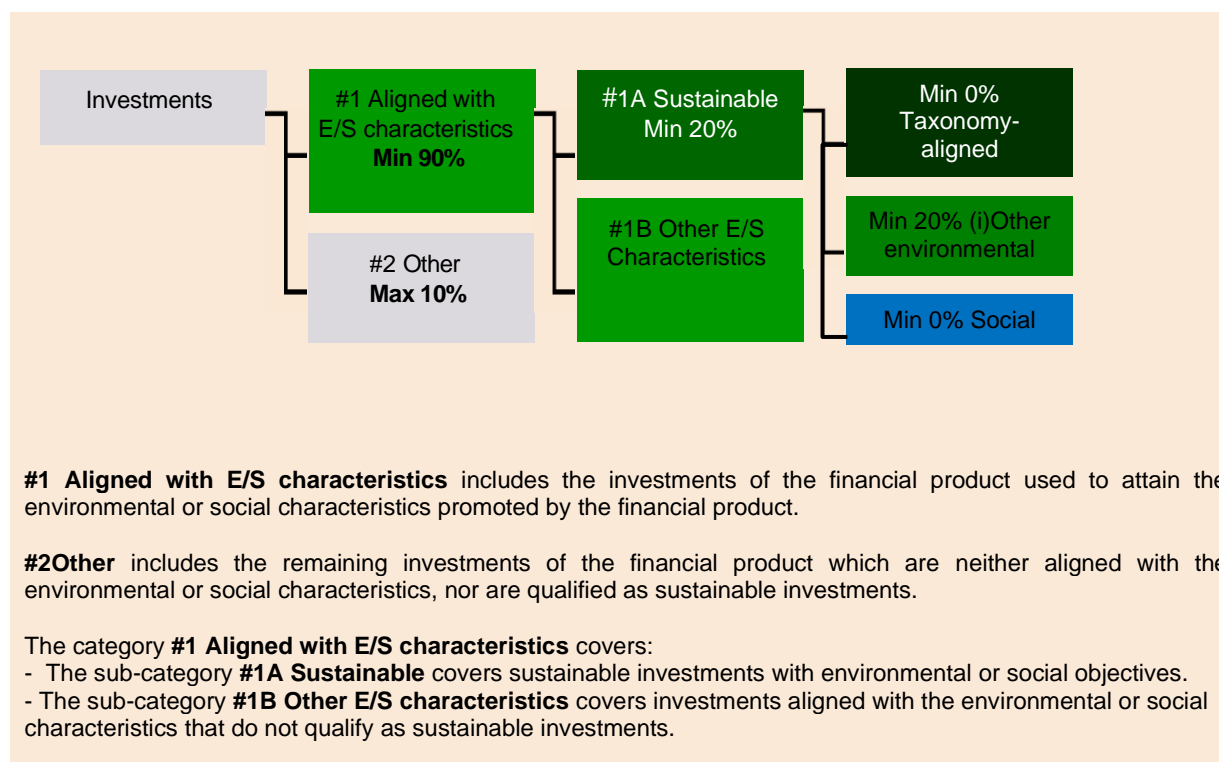 Investments
#1 Aligned with
E/S characteristics
Min 90%
#2 Other
Max 10%
#1A Sustainable
Min 20%
#1B Other E/S
Characteristics
Min 0%
Taxonomy-
aligned
Min 20% (i)Other
environmental
Min 0% Social
#1 Aligned with E/S characteristics includes the investments of the financial product used to attain the
environmental or social characteristics promoted by the financial product.
#2Other includes the remaining investments of the financial product which are neither aligned with the
environmental or social characteristics, nor are qualified as sustainable investments.
The category #1 Aligned with E/S characteristics covers:
- The sub-category #1A Sustainable covers sustainable investments with environmental or social objectives.
- The sub-category #1B Other E/S characteristics covers investments aligned with the environmental or social
characteristics that do not qualify as sustainable investments.